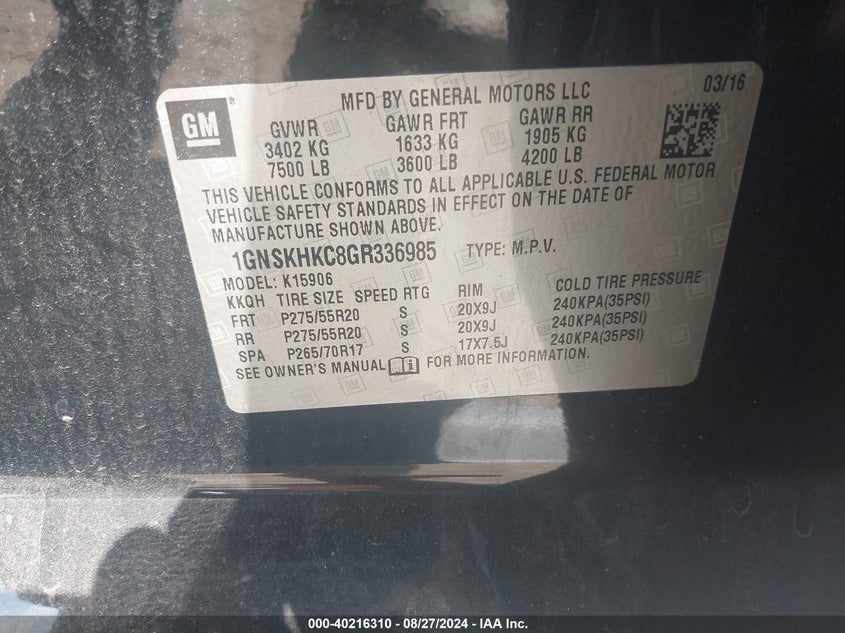 GM
MFD BY GENERAL MOTORS LLC
03/16
GVWR GAWR FRT GAWR RR
3402 KG 1633 KG 1905 KG
7500 LB 3600 LB 4200 LB
THIS VEHICLE CONFORMS TO ALL APPLICABLE U.S. FEDERAL MOTOR
VEHICLE SAFETY STANDARDS IN EFFECT ON THE DATE OF
MANUFACTURE SHOWN ABOVE.
1GNSKHKC8GR336985 TYPE: M.P.V.
MODEL: K15906
KKQH TIRE SIZE SPEED RTG RIM COLD TIRE PRESSURE
FRT P275/55R20 S 20X9J 240KPA(35PSI)
RR P275/55R20 S 20X9J 240KPA(35PSI)
SPA P265/70R17 S 17X7.5J 240KPA(35PSI)
SEE OWNER'S MANUAL FOR MORE INFORMATION.
000-40216310 - 08/27/2024 - IAA Inc.